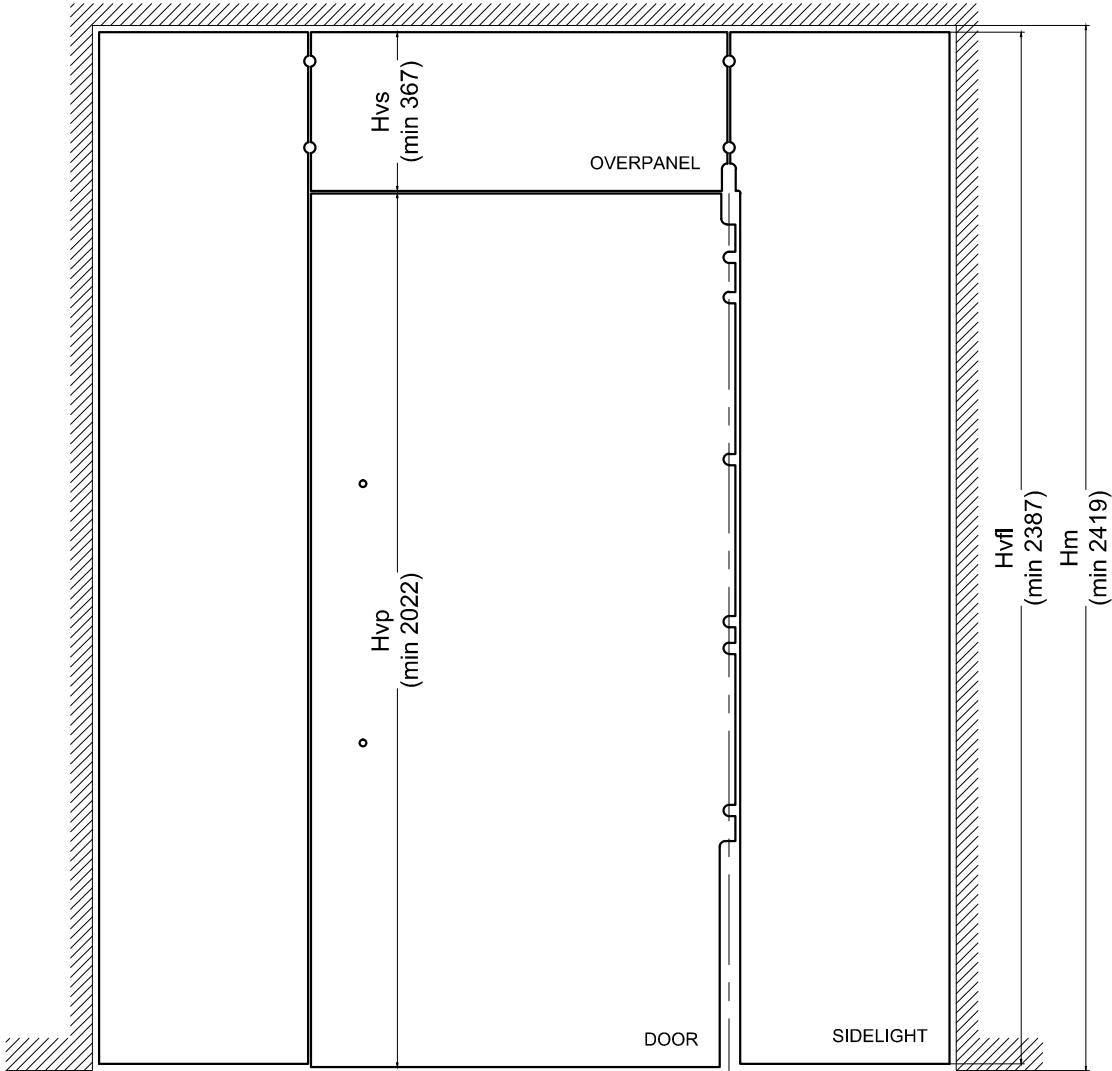 Hvs
(min 367)
OVERPANEL
Hvfl
(min 2387)
Hm
(min 2419)
Hvp
(min 2022)
DOOR
SIDELIGHT